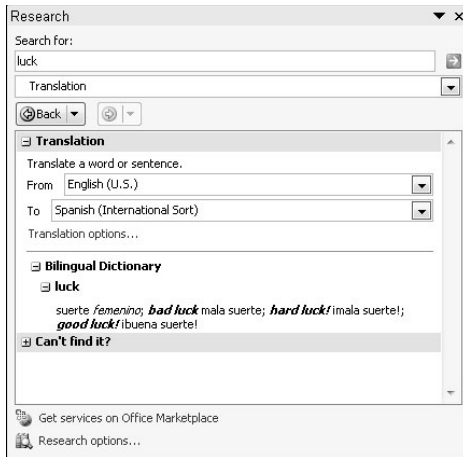 Research
Search for:
luck
Translation
Back
Translation
Translate a word or sentence.
From English (U.S.)
To Spanish (International Sort)
Translation options...
Bilingual Dictionary
luck
suerte femenino; bad luck mala suerte; hard luck! ¡mala suerte!;
good luck! ¡buena suerte!
Can't find it?
Get services on Office Marketplace
Research options...